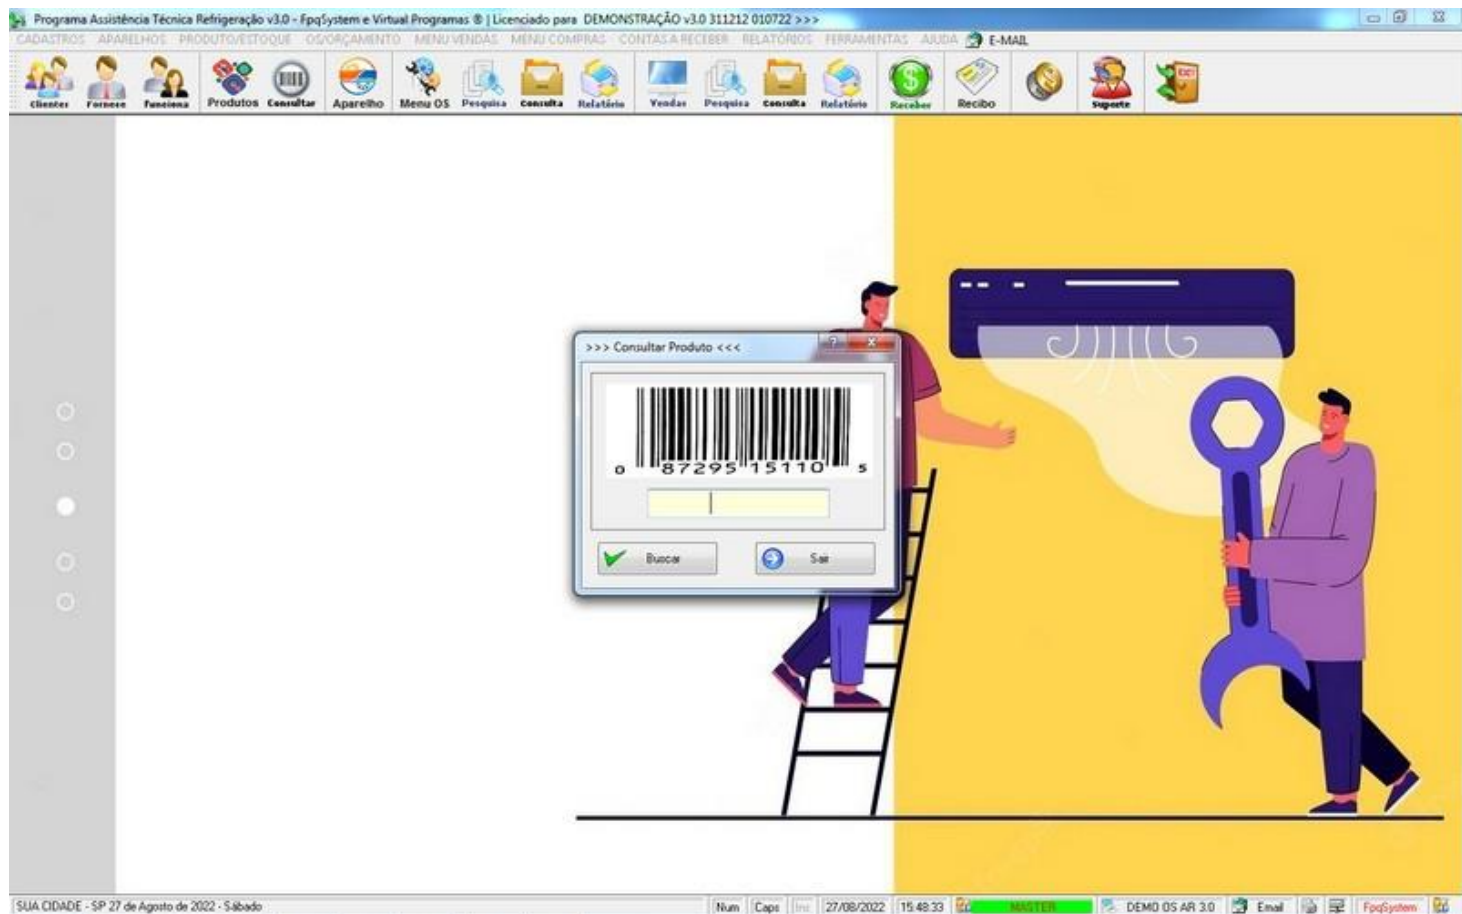 Programa Assistência Técnica Refrigeração v3.0 - FpqSystem e Virtual Programas ® | Licenciado para DEMONSTRAÇÃO v3.0 311212 010722 >>>
CADASTROS APARELHOS PRODUTO/ESTOQUE OS/ORÇAMENTO MENU VENDAS MENU COMPRAS CONTAS A RECEBER RELATÓRIOS FERRAMENTAS AJUDA E-MAIL
Clientes Fornece Funciona Produtos Consultar Aparelho Menu OS Pesquisa Consulta Relatório Vendas Pesquisa Consulta Relatório Receber Recibo Suporte
EXIT
>>> Consultar Produto <<<
0 87295 15110 5
Buscar Sair
SUA CIDADE - SP 27 de Agosto de 2022 - Sábado Num Caps Ins 27/08/2022 15:48:33 MASTER DEMO OS AR 3.0 Email FpqSystem